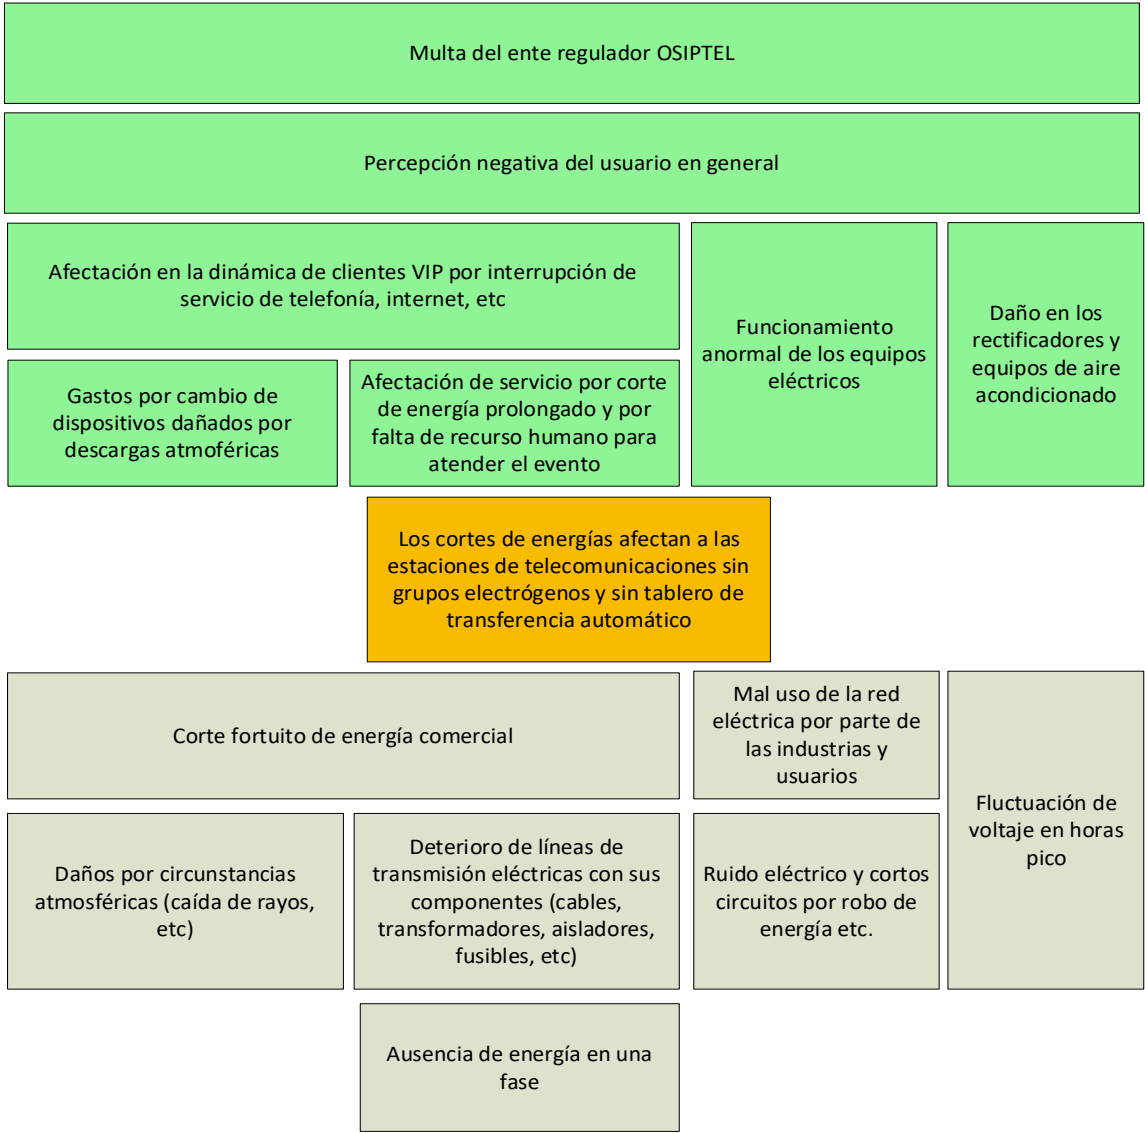 Multa del ente regulador OSIPTEL
Percepción negativa del usuario en general
Afectación en la dinámica de clientes VIP por interrupción de
servicio de telefonía, internet, etc
Funcionamiento
anormal de los equipos
eléctricos
Daño en los
rectificadores y
equipos de aire
acondicionado
Gastos por cambio de
dispositivos dañados por
descargas atmoféricas
Afectación de servicio por corte
de energía prolongado y por
falta de recurso humano para
atender el evento
Los cortes de energías afectan a las
estaciones de telecomunicaciones sin
grupos electrógenos y sin tablero de
transferencia automático
Corte fortuito de energía comercial
Mal uso de la red
eléctrica por parte de
las industrias y
usuarios
Fluctuación de
voltaje en horas
pico
Daños por circunstancias
atmosféricas (caída de rayos,
etc)
Deterioro de líneas de
transmisión eléctricas con sus
componentes (cables,
transformadores, aisladores,
fusibles, etc)
Ruido eléctrico y cortos
circuitos por robo de
energía etc.
Ausencia de energía en una
fase